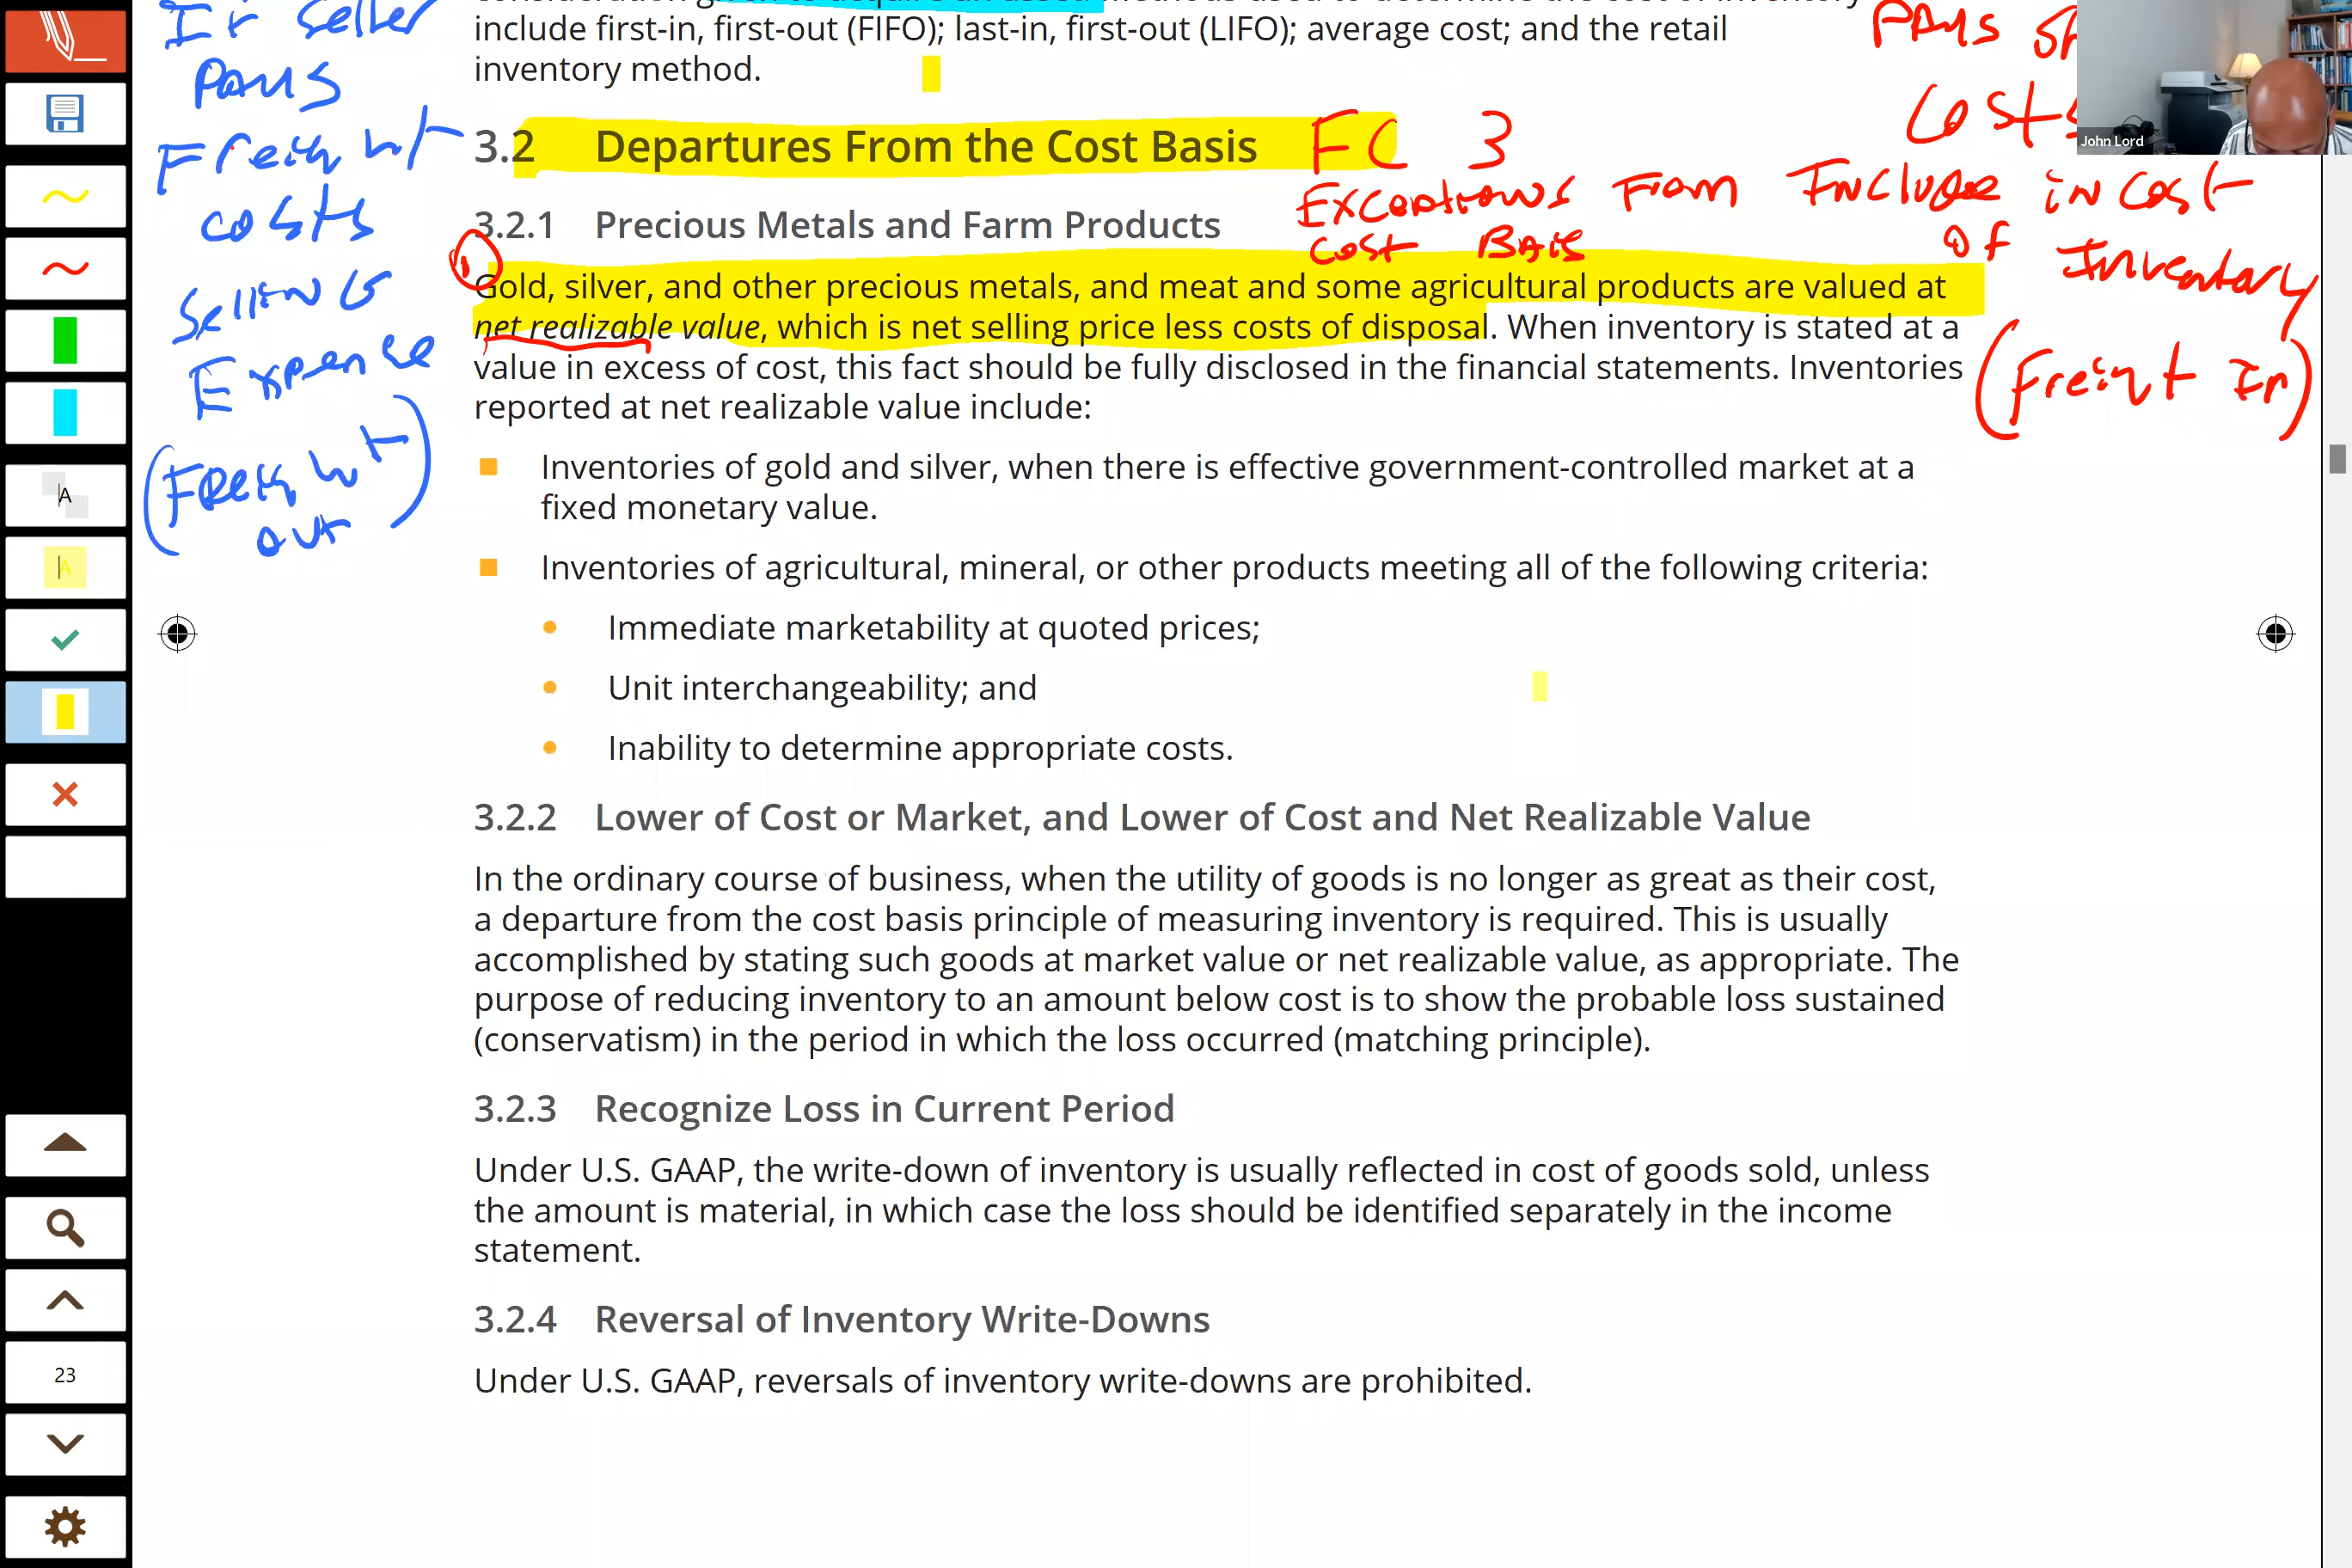 If seller
Pays
Freight
costs
Selling
Expense
(Freight
out)
include first-in, first-out (FIFO); last-in, first-out (LIFO); average cost; and the retail
inventory method.
3.2 Departures From the Cost Basis
FC 3
Exceptions From
Cost Basis
Pays
Costs
Include in Cost
of Inventory
(Freight In)
John Lord
3.2.1 Precious Metals and Farm Products
1
Gold, silver, and other precious metals, and meat and some agricultural products are valued at
net realizable value, which is net selling price less costs of disposal. When inventory is stated at a
value in excess of cost, this fact should be fully disclosed in the financial statements. Inventories
reported at net realizable value include:
Inventories of gold and silver, when there is effective government-controlled market at a
fixed monetary value.
Inventories of agricultural, mineral, or other products meeting all of the following criteria:
Immediate marketability at quoted prices;
Unit interchangeability; and
Inability to determine appropriate costs.
3.2.2 Lower of Cost or Market, and Lower of Cost and Net Realizable Value
In the ordinary course of business, when the utility of goods is no longer as great as their cost,
a departure from the cost basis principle of measuring inventory is required. This is usually
accomplished by stating such goods at market value or net realizable value, as appropriate. The
purpose of reducing inventory to an amount below cost is to show the probable loss sustained
(conservatism) in the period in which the loss occurred (matching principle).
3.2.3 Recognize Loss in Current Period
Under U.S. GAAP, the write-down of inventory is usually reflected in cost of goods sold, unless
the amount is material, in which case the loss should be identified separately in the income
statement.
3.2.4 Reversal of Inventory Write-Downs
Under U.S. GAAP, reversals of inventory write-downs are prohibited.
A
A
23